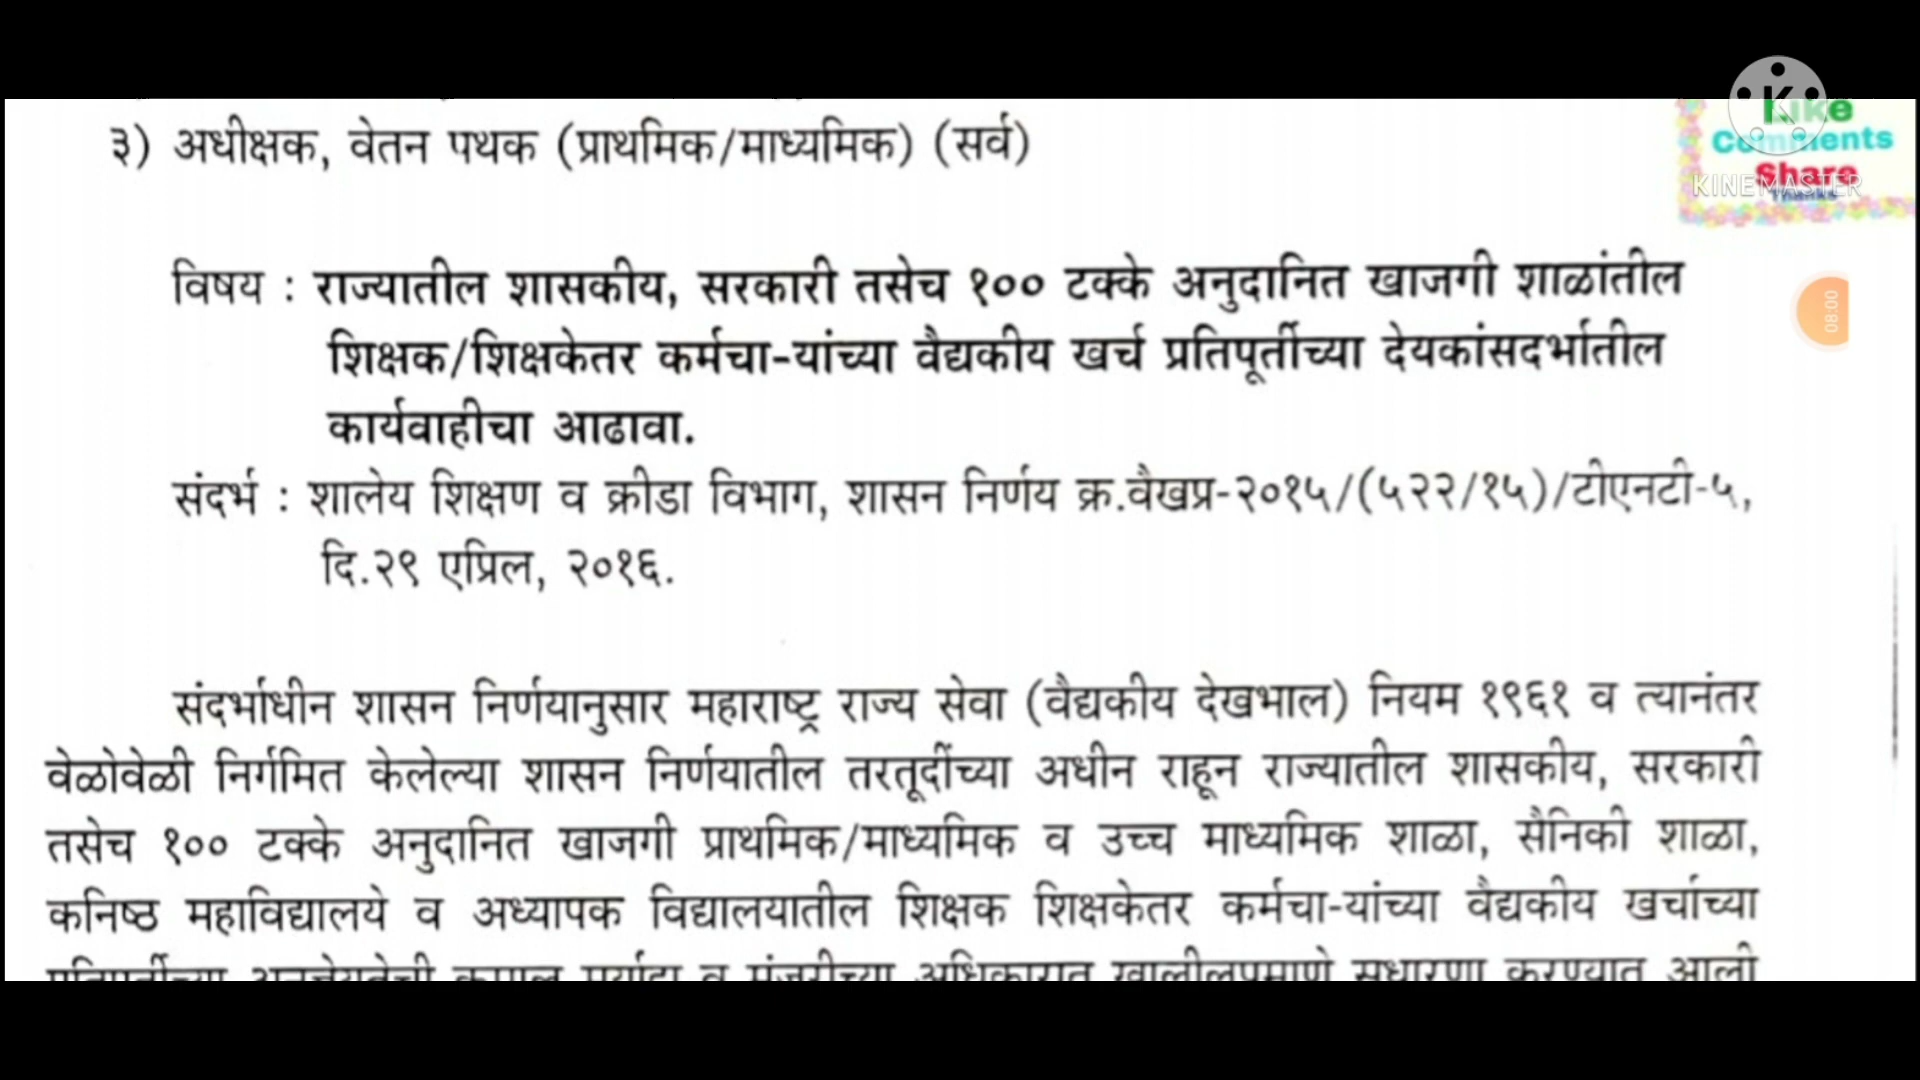 Like
Comments
Share
Thanks
KINEMASTER
३) अधीक्षक, वेतन पथक (प्राथमिक/माध्यमिक) (सर्व)
विषय : राज्यातील शासकीय, सरकारी तसेच १०० टक्के अनुदानित खाजगी शाळांतील
शिक्षक/शिक्षकेतर कर्मचा-यांच्या वैद्यकीय खर्च प्रतिपूर्तीच्या देयकांसदर्भातील
कार्यवाहीचा आढावा.
08:00
संदर्भ : शालेय शिक्षण व क्रीडा विभाग, शासन निर्णय क्र.वैखप्र-२०१५/(५२२/१५)/टीएनटी-५,
दि.२९ एप्रिल, २०१६.
संदर्भाधीन शासन निर्णयानुसार महाराष्ट्र राज्य सेवा (वैद्यकीय देखभाल) नियम १९६१ व त्यानंतर
वेळोवेळी निर्गमित केलेल्या शासन निर्णयातील तरतूदींच्या अधीन राहून राज्यातील शासकीय, सरकारी
तसेच १०० टक्के अनुदानित खाजगी प्राथमिक/माध्यमिक व उच्च माध्यमिक शाळा, सैनिकी शाळा,
कनिष्ठ महाविद्यालये व अध्यापक विद्यालयातील शिक्षक शिक्षकेतर कर्मचा-यांच्या वैद्यकीय खर्चाच्या